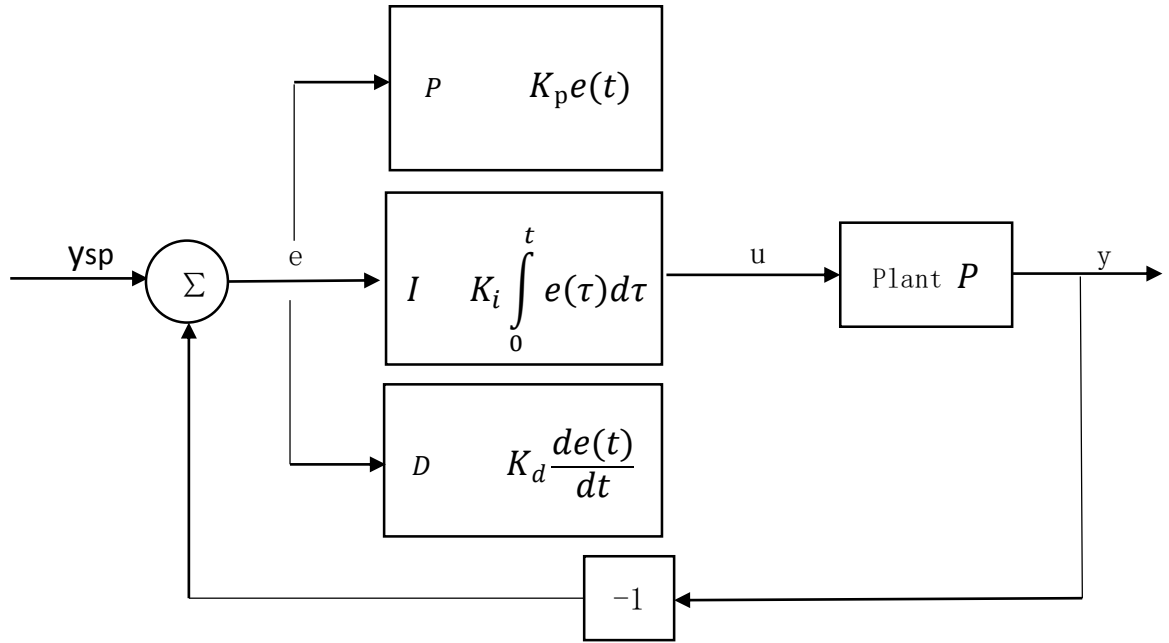 P K_p e(t)
ysp
Σ
e
I K_i ∫_0^t e(τ)dτ
u
Plant P
y
D K_d de(t)/dt
-1